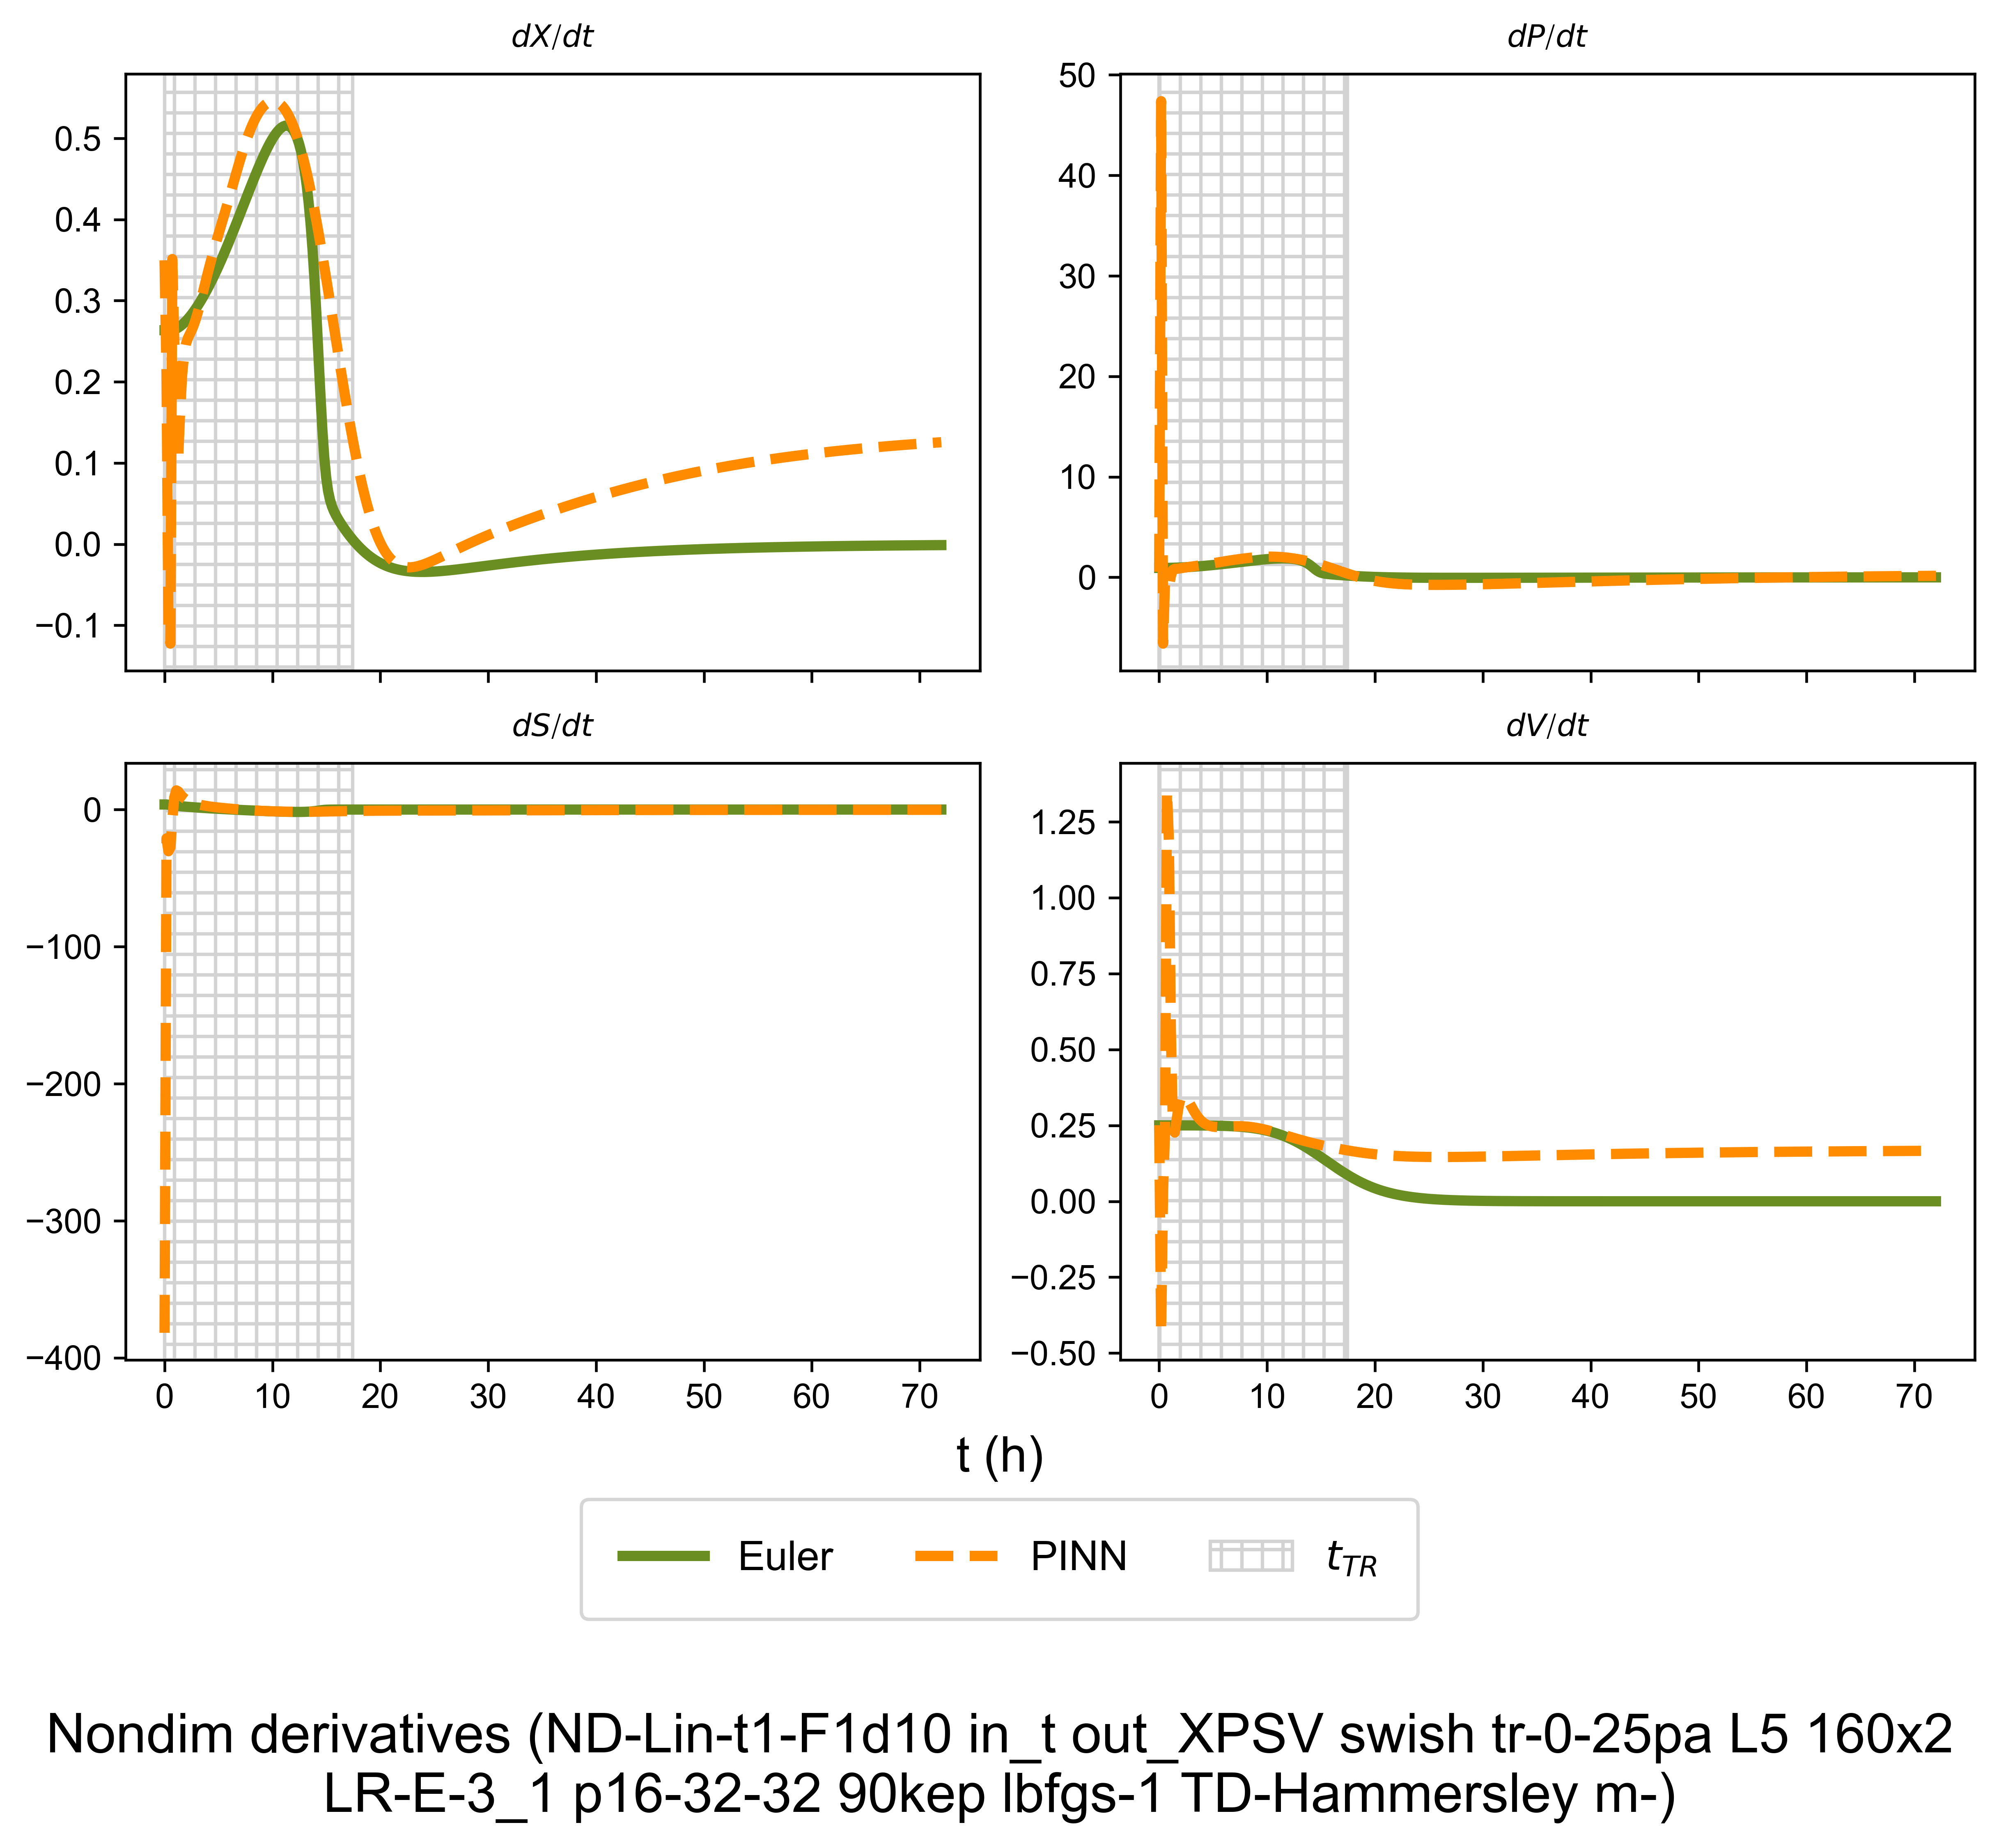 dX/dt
dP/dt
0.5
0.4
0.3
0.2
0.1
0.0
−0.1
50
40
30
20
10
0
dS/dt
dV/dt
0
−100
−200
−300
−400
0 10 20 30 40 50 60 70
1.25
1.00
0.75
0.50
0.25
0.00
−0.25
−0.50
0 10 20 30 40 50 60 70
t (h)
Euler PINN t_TR
Nondim derivatives (ND-Lin-t1-F1d10 in_t out_XPSV swish tr-0-25pa L5 160x2
LR-E-3_1 p16-32-32 90kep lbfgs-1 TD-Hammersley m-)